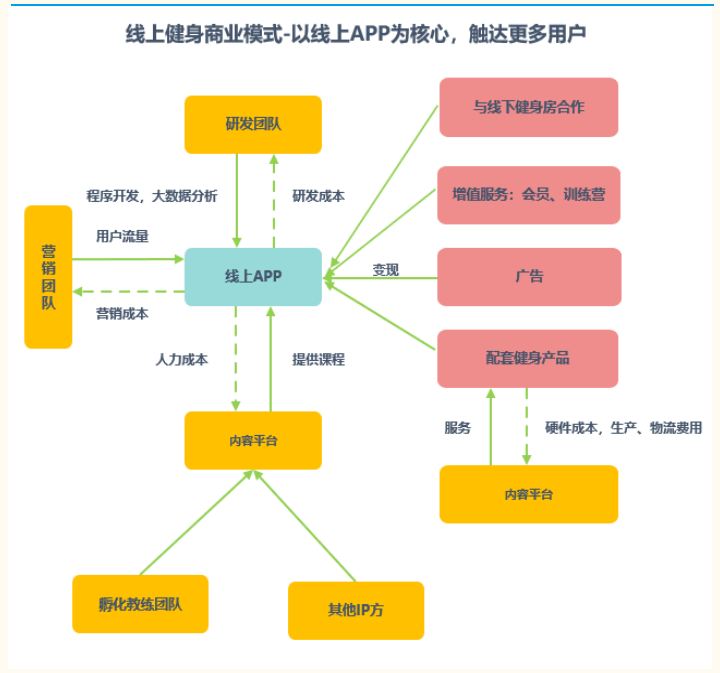 线上健身商业模式-以线上APP为核心，触达更多用户
研发团队
与线下健身房合作
程序开发，大数据分析
研发成本
增值服务：会员、训练营
营销团队
用户流量
线上APP
变现
广告
营销成本
人力成本
提供课程
配套健身产品
内容平台
服务
硬件成本，生产、物流费用
内容平台
孵化教练团队
其他IP方